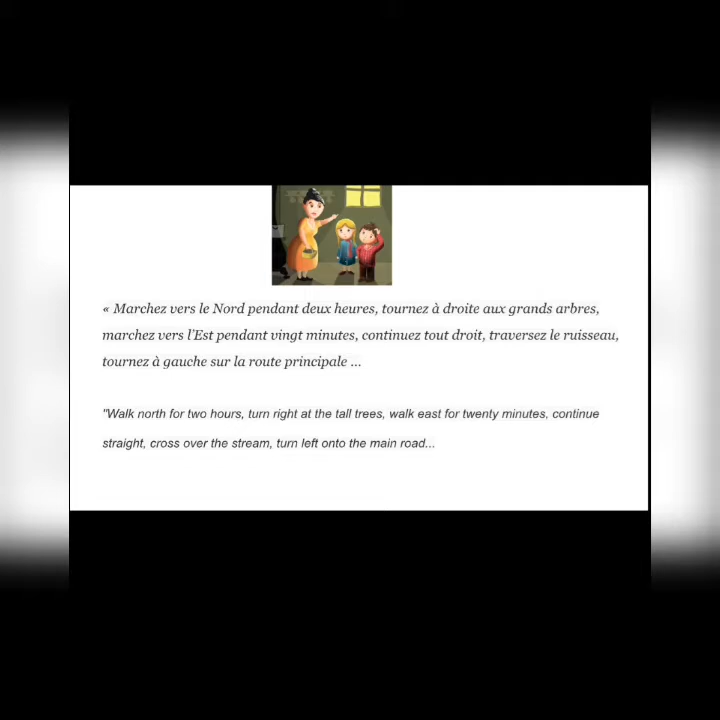 « Marchez vers le Nord pendant deux heures, tournez à droite aux grands arbres,
marchez vers l'Est pendant vingt minutes, continuez tout droit, traversez le ruisseau,
tournez à gauche sur la route principale ...
"Walk north for two hours, turn right at the tall trees, walk east for twenty minutes, continue
straight, cross over the stream, turn left onto the main road...